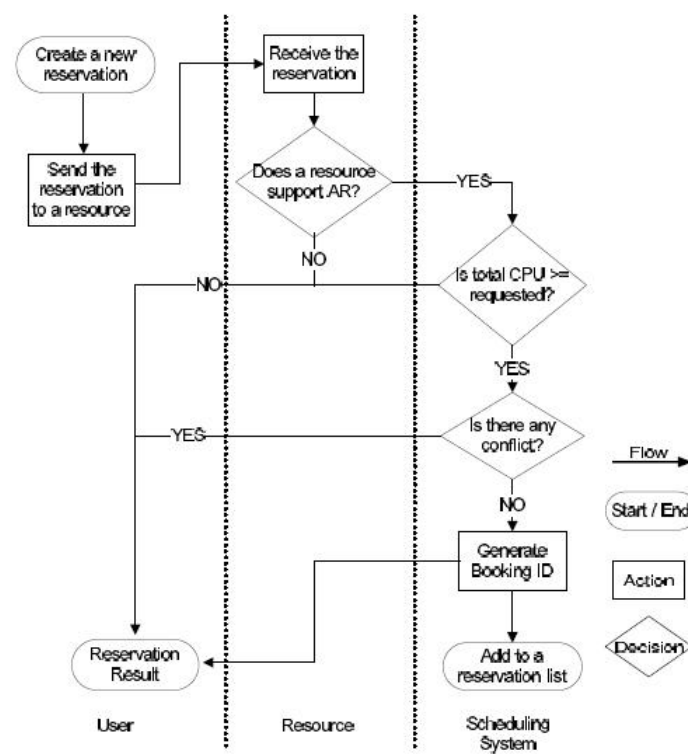 Create a new
reservation
Receive the
reservation
Send the
reservation
to a resource
Does a resource
support AR?
YES
NO
Is total CPU >=
requested?
NO
YES
Is there any
conflict?
YES
NO
Flow
Start / End
Generate
Booking ID
Action
Reservation
Result
Add to a
reservation list
Decision
User
Resource
Scheduling
System